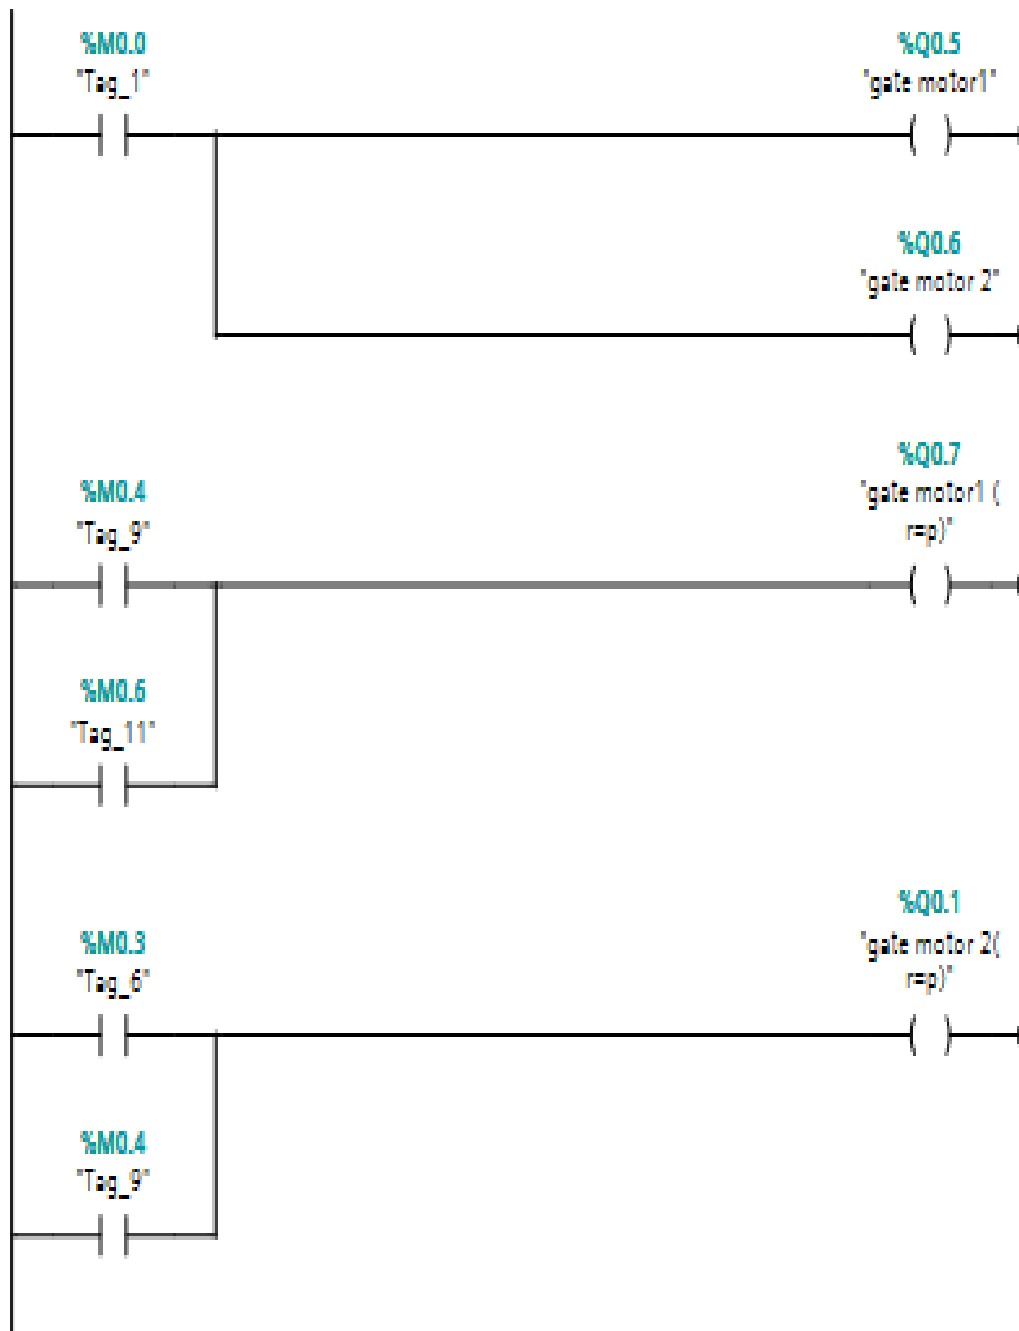 %M0.0
"Tag_1"
%Q0.5
"gate motor1"
%Q0.6
"gate motor 2"
%Q0.7
"gate motor1 (
r=p)"
%M0.4
"Tag_9"
%M0.6
"Tag_11"
%Q0.1
"gate motor 2(
r=p)"
%M0.3
"Tag_6"
%M0.4
"Tag_9"